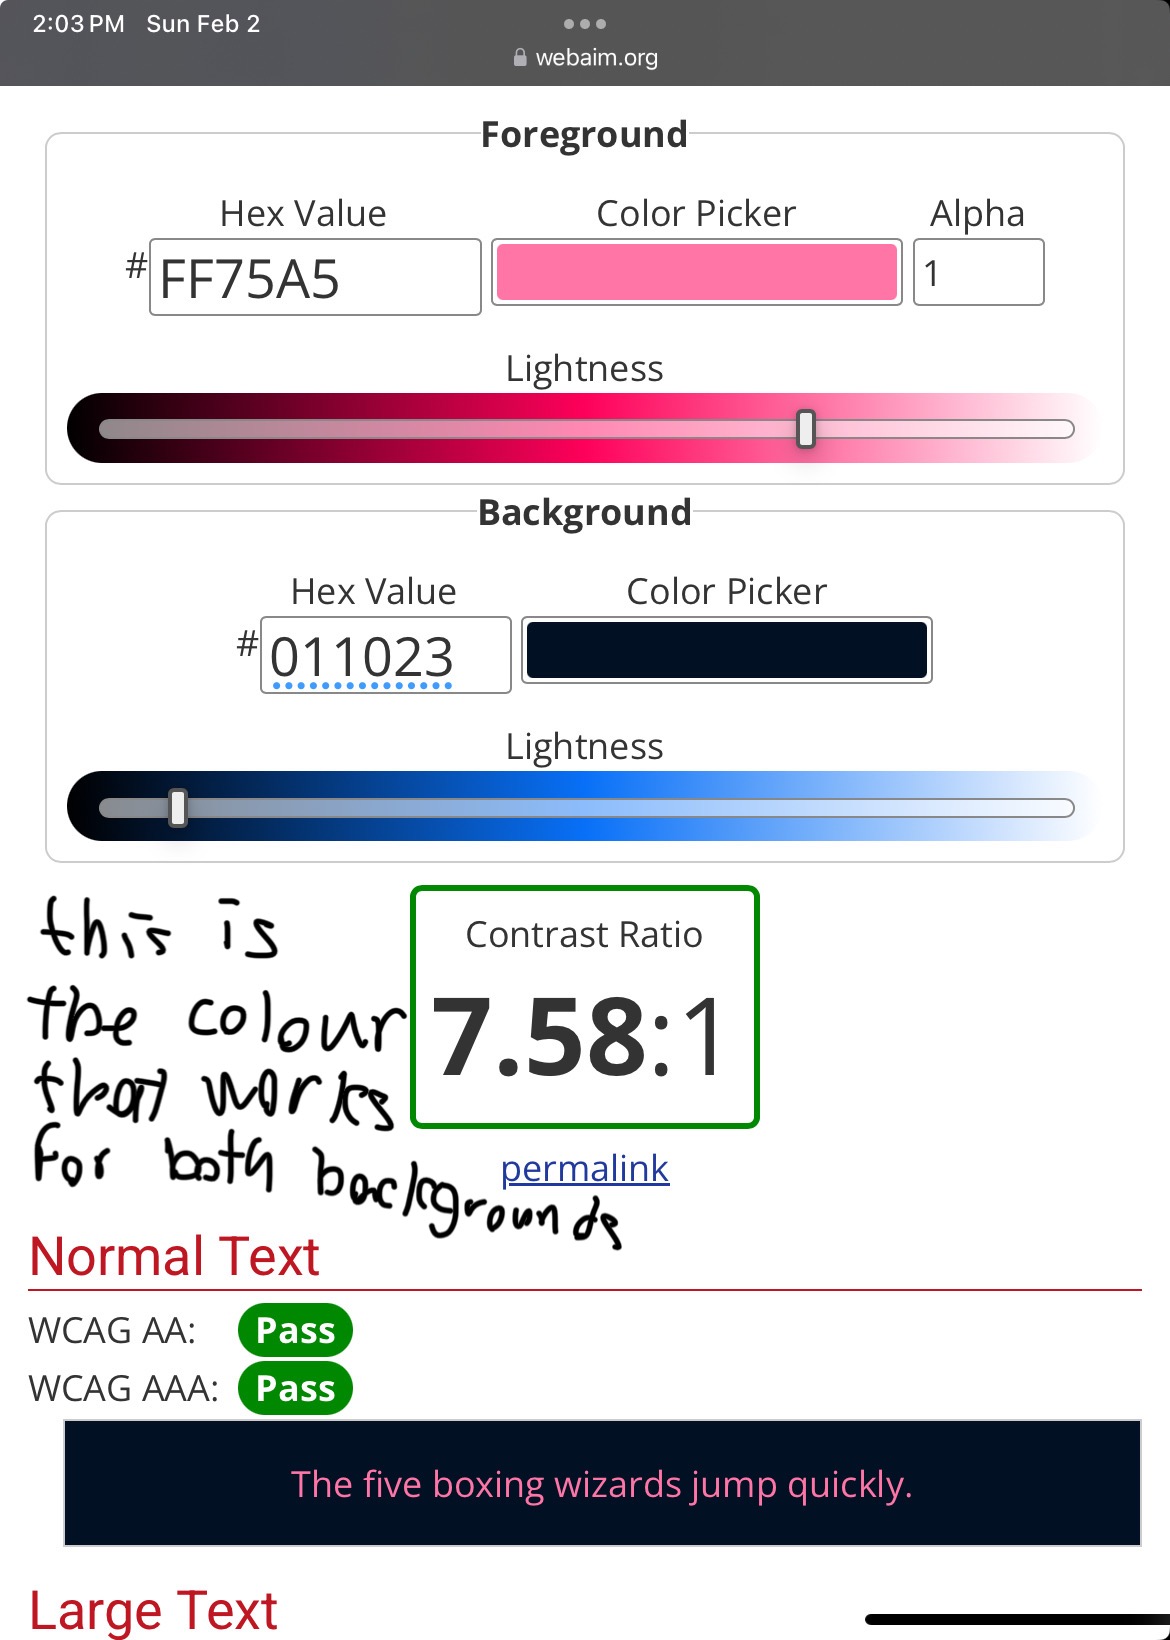 2:03 PM Sun Feb 2
webaim.org
Foreground
Hex Value Color Picker Alpha
# FF75A5 1
Lightness
Background
Hex Value Color Picker
# 011023
Lightness
this is
the colour
that works
for both backgrounds
Contrast Ratio
7.58:1
permalink
Normal Text
WCAG AA: Pass
WCAG AAA: Pass
The five boxing wizards jump quickly.
Large Text